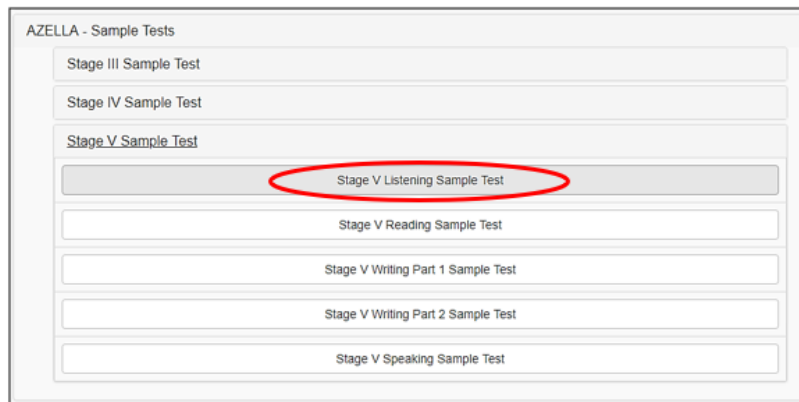 AZELLA - Sample Tests
Stage III Sample Test
Stage IV Sample Test
Stage V Sample Test
Stage V Listening Sample Test
Stage V Reading Sample Test
Stage V Writing Part 1 Sample Test
Stage V Writing Part 2 Sample Test
Stage V Speaking Sample Test